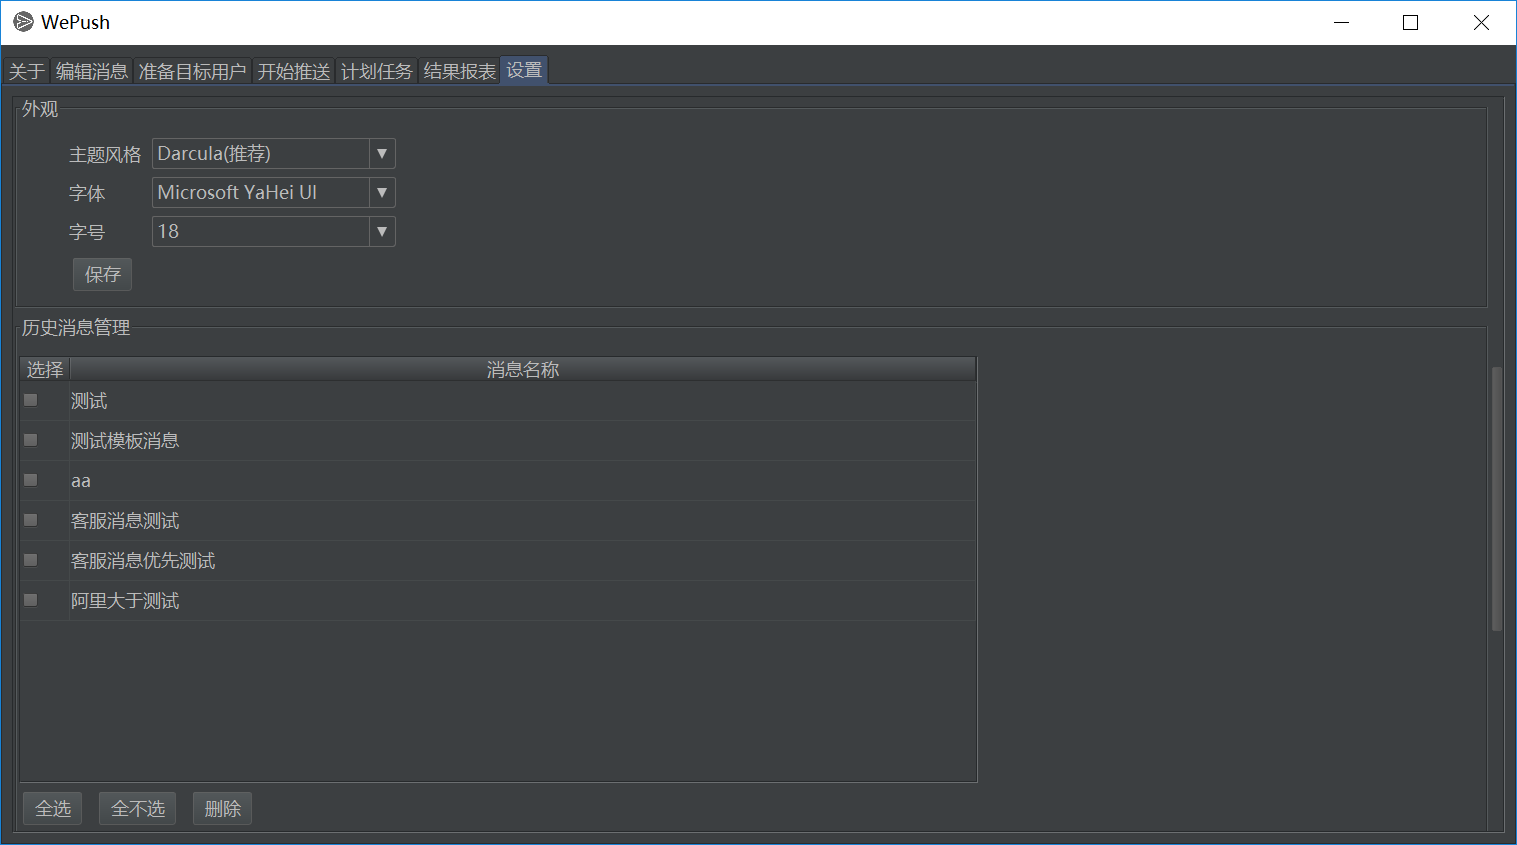 WePush
关于 编辑消息 准备目标用户 开始推送 计划任务 结果报表 设置
外观
主题风格 Darcula(推荐)
字体 Microsoft YaHei UI
字号 18
保存
历史消息管理
选择 消息名称
测试
测试模板消息
aa
客服消息测试
客服消息优先测试
阿里大于测试
全选 全不选 删除